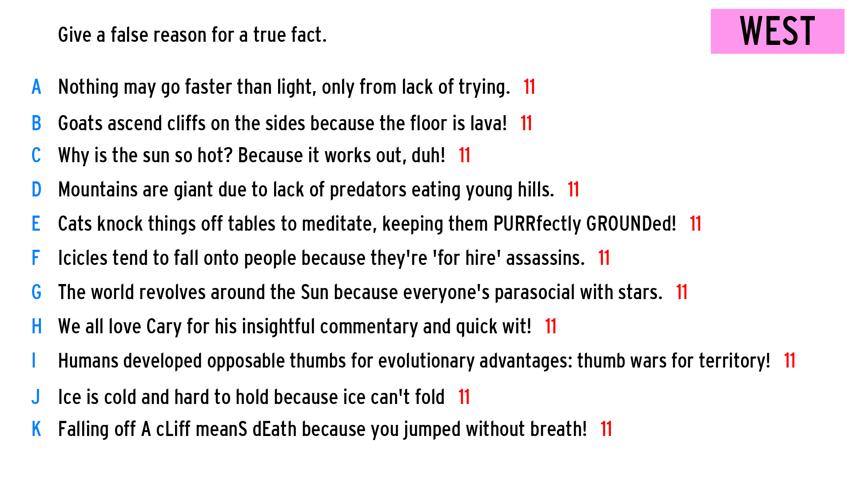 Give a false reason for a true fact.
WEST
A Nothing may go faster than light, only from lack of trying. 11
B Goats ascend cliffs on the sides because the floor is lava! 11
C Why is the sun so hot? Because it works out, duh! 11
D Mountains are giant due to lack of predators eating young hills. 11
E Cats knock things off tables to meditate, keeping them PURRfectly GROUNDed! 11
F Icicles tend to fall onto people because they're 'for hire' assassins. 11
G The world revolves around the Sun because everyone's parasocial with stars. 11
H We all love Cary for his insightful commentary and quick wit! 11
I Humans developed opposable thumbs for evolutionary advantages: thumb wars for territory! 11
J Ice is cold and hard to hold because ice can't fold 11
K Falling off A cLiff meanS dEath because you jumped without breath! 11